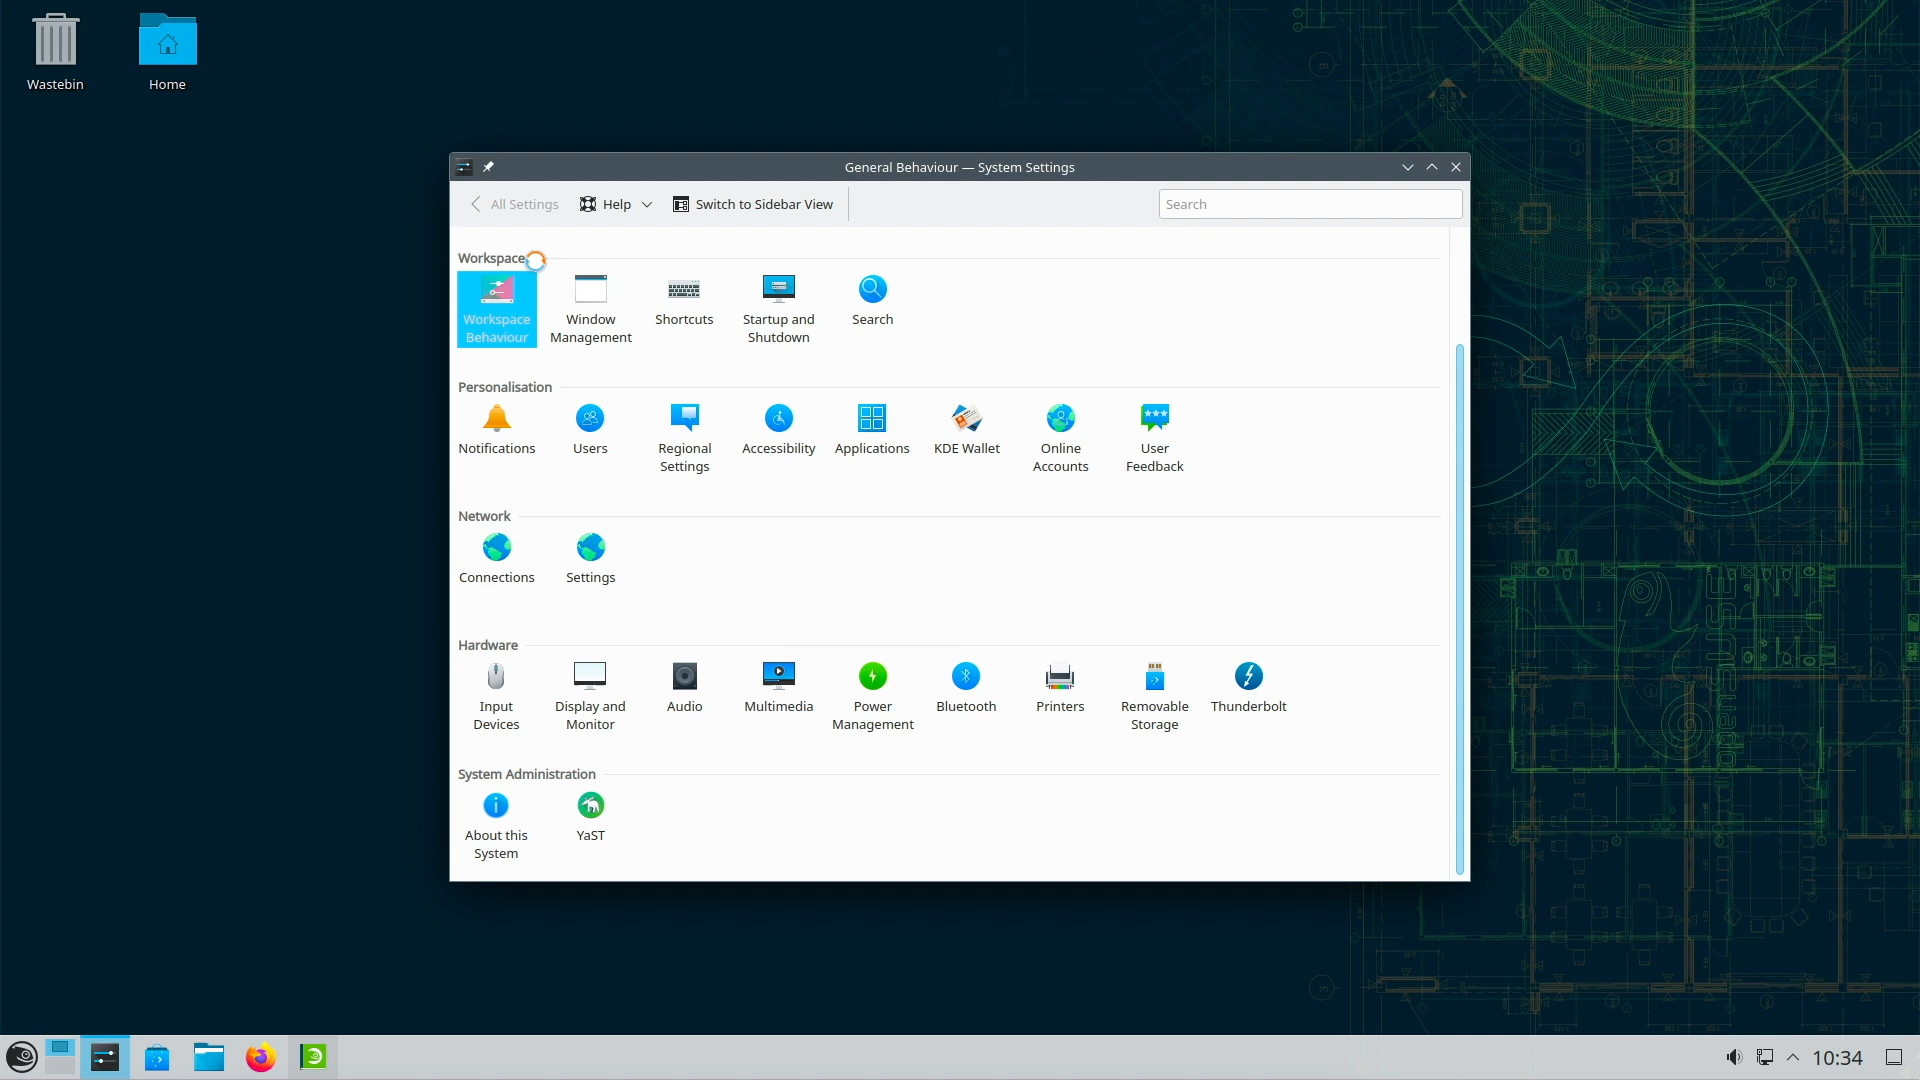 Wastebin
Home
General Behaviour — System Settings
All Settings
Help
Switch to Sidebar View
Search
Workspace
Workspace
Behaviour
Window
Management
Shortcuts
Startup and
Shutdown
Search
Personalisation
Notifications
Users
Regional
Settings
Accessibility
Applications
KDE Wallet
Online
Accounts
User
Feedback
Network
Connections
Settings
Hardware
Input
Devices
Display and
Monitor
Audio
Multimedia
Power
Management
Bluetooth
Printers
Removable
Storage
Thunderbolt
System Administration
About this
System
YaST
openSUSE
10:34